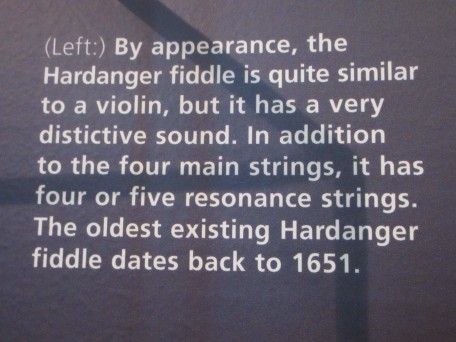 (Left:) By appearance, the
Hardanger fiddle is quite similar
to a violin, but it has a very
distictive sound. In addition
to the four main strings, it has
four or five resonance strings.
The oldest existing Hardanger
fiddle dates back to 1651.